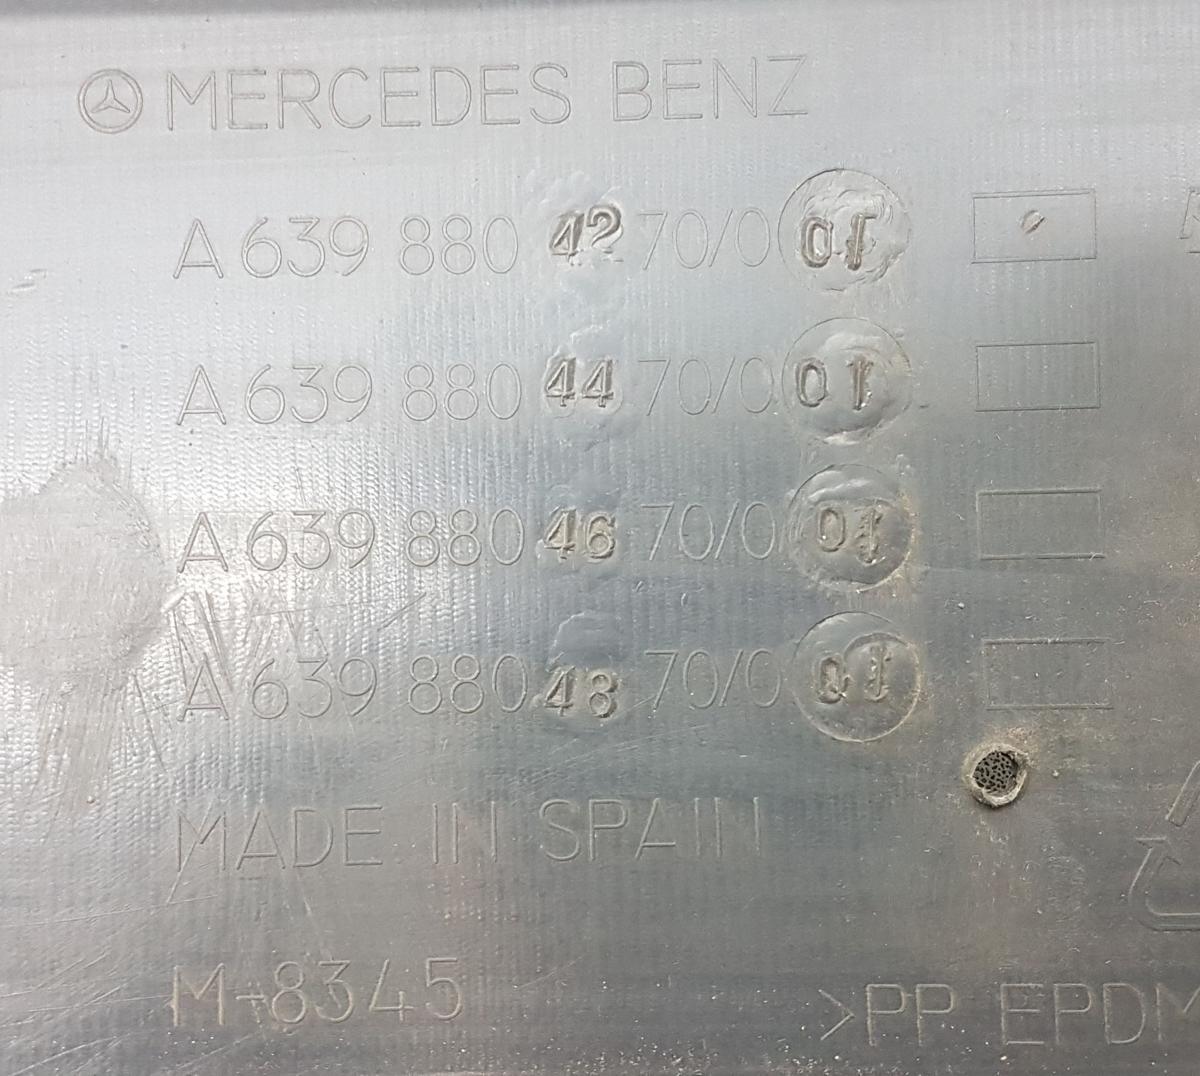 MERCEDES BENZ
A 639 880 42 70/0 01
A 639 880 44 70/0 01
A 639 880 46 70/0 01
A 639 880 48 70/0 01
MADE IN SPAIN
M-8345
>PP EPDM